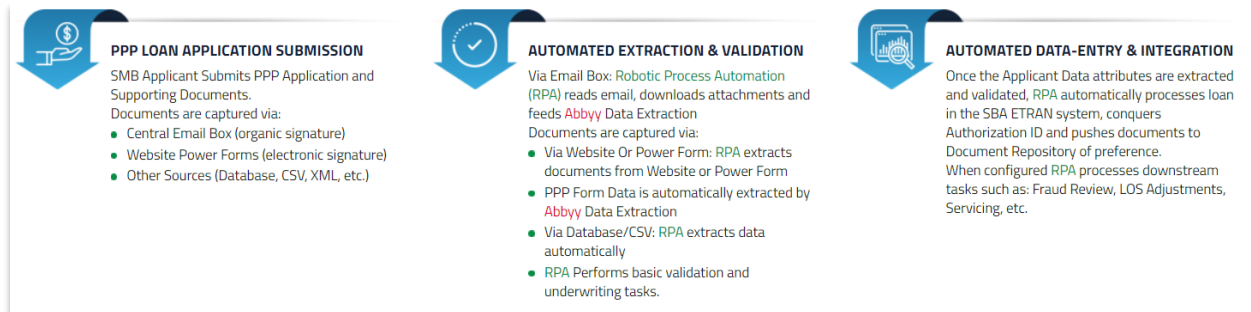 PPP LOAN APPLICATION SUBMISSION
SMB Applicant Submits PPP Application and
Supporting Documents.
Documents are captured via:
Central Email Box (organic signature)
Website Power Forms (electronic signature)
Other Sources (Database, CSV, XML, etc.)
AUTOMATED EXTRACTION & VALIDATION
Via Email Box: Robotic Process Automation
(RPA) reads email, downloads attachments and
feeds Abbyy Data Extraction
Documents are captured via:
Via Website Or Power Form: RPA extracts
documents from Website or Power Form
PPP Form Data is automatically extracted by
Abbyy Data Extraction
Via Database/CSV: RPA extracts data
automatically
RPA Performs basic validation and
underwriting tasks.
AUTOMATED DATA-ENTRY & INTEGRATION
Once the Applicant Data attributes are extracted
and validated, RPA automatically processes loan
in the SBA ETRAN system, conquers
Authorization ID and pushes documents to
Document Repository of preference.
When configured RPA processes downstream
tasks such as: Fraud Review, LOS Adjustments,
Servicing, etc.